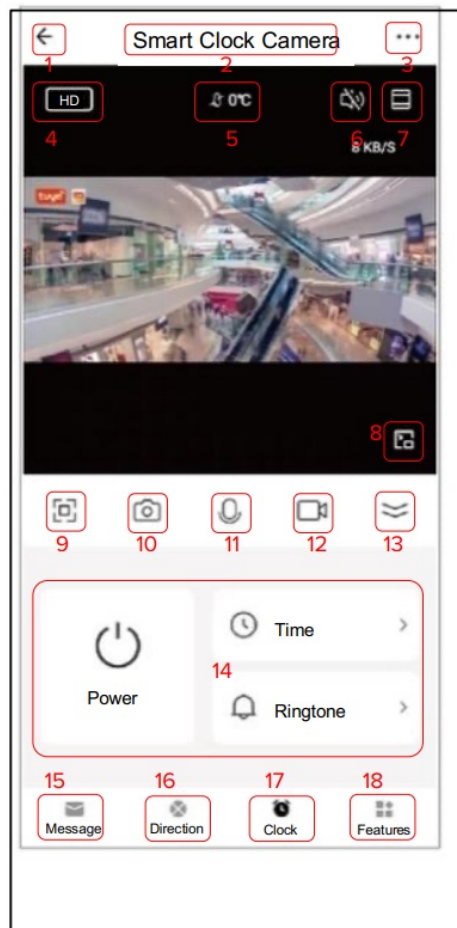 Smart Clock Camera
1
2
3
HD
0℃
4
5
6
7
8 KB/S
tuya
8
9
10
11
12
13
Time
14
Power
Ringtone
15
16
17
18
Message
Direction
Clock
Features